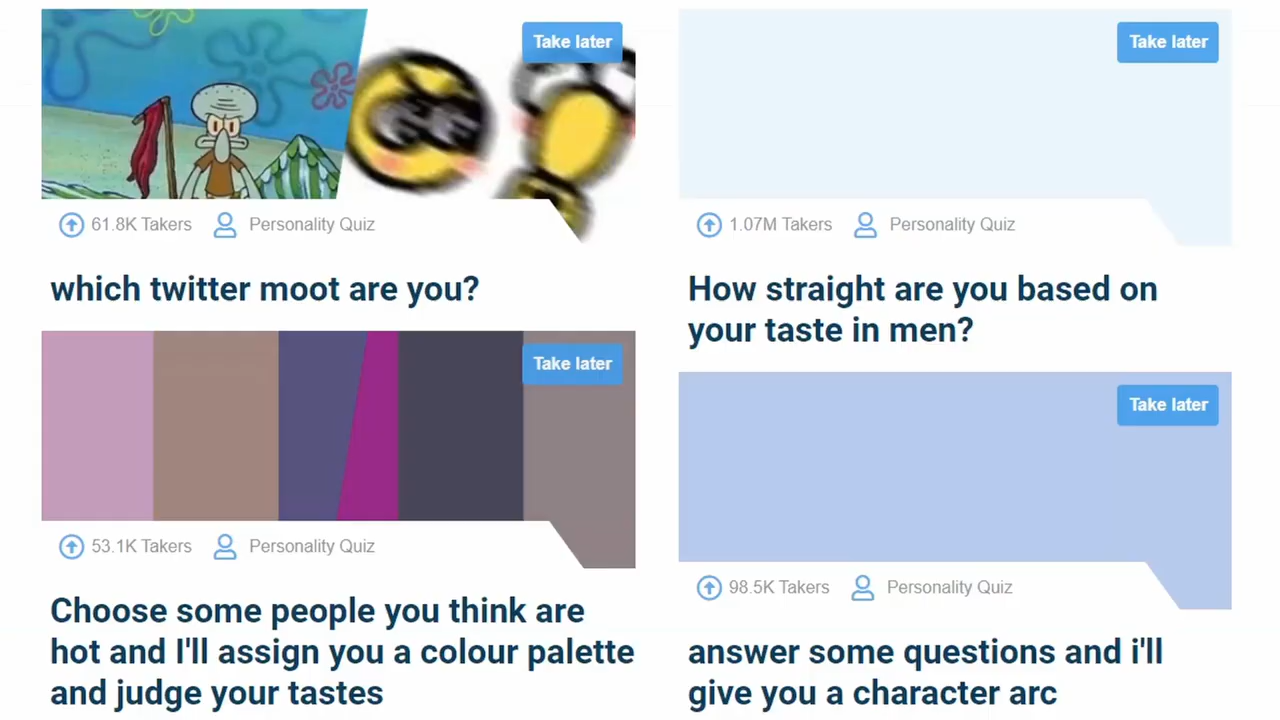 Take later
61.8K Takers Personality Quiz
which twitter moot are you?
Take later
1.07M Takers Personality Quiz
How straight are you based on
your taste in men?
Take later
53.1K Takers Personality Quiz
Choose some people you think are
hot and I'll assign you a colour palette
and judge your tastes
Take later
98.5K Takers Personality Quiz
answer some questions and i'll
give you a character arc